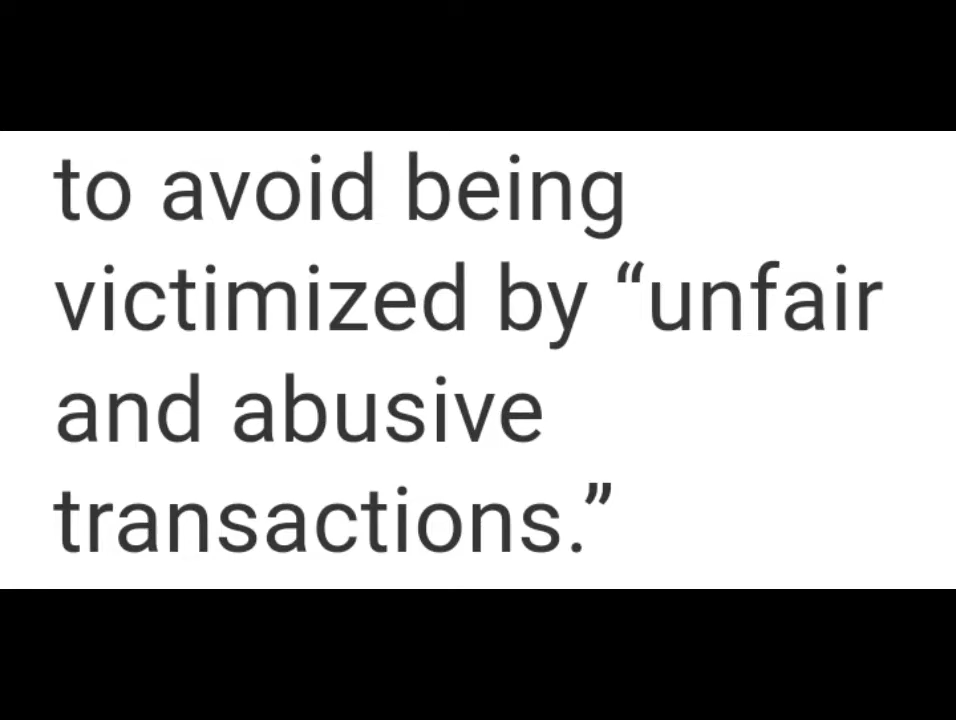 to avoid being
victimized by “unfair
and abusive
transactions.”